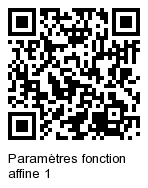 Paramètres fonction
affine 1